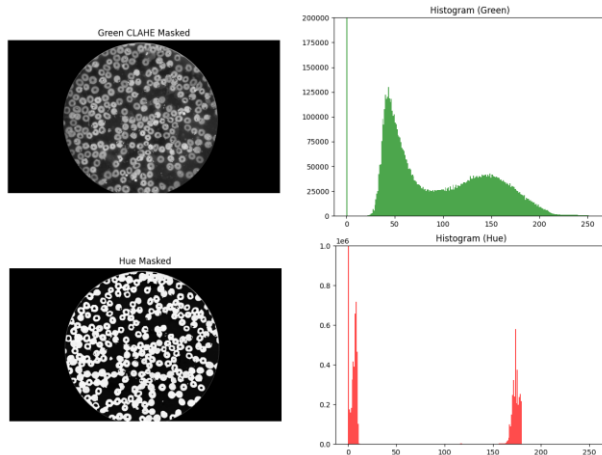 Green CLAHE Masked
Histogram (Green)
200000
175000
150000
125000
100000
75000
50000
25000
0
0 50 100 150 200 250
Hue Masked
Histogram (Hue)
1e6
1.0
0.8
0.6
0.4
0.2
0.0
0 50 100 150 200 250